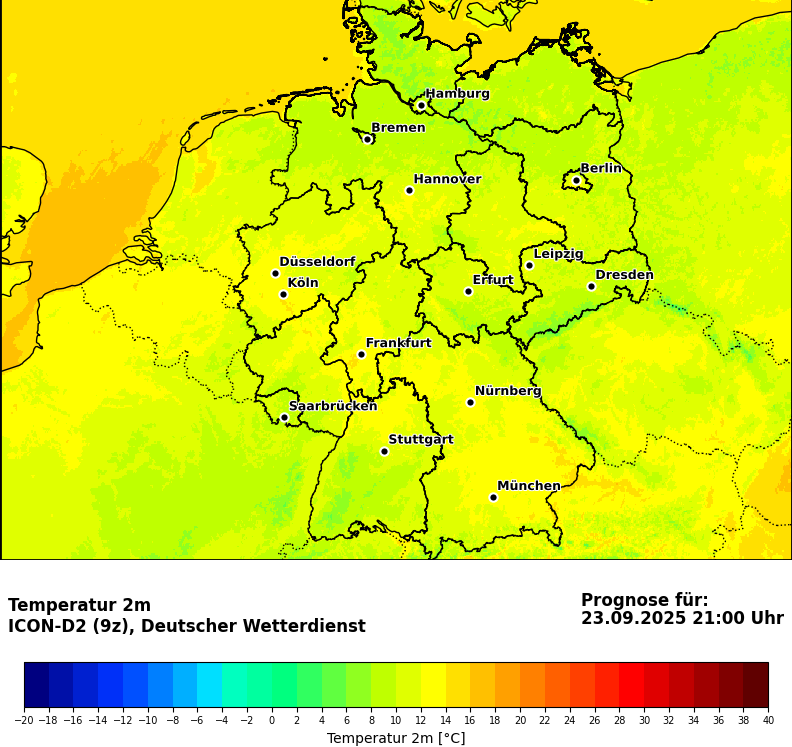 Hamburg
Bremen
Berlin
Hannover
Leipzig
Düsseldorf
Dresden
Köln
Erfurt
Frankfurt
Nürnberg
Saarbrücken
Stuttgart
München
Temperatur 2m
ICON-D2 (9z), Deutscher Wetterdienst
Prognose für:
23.09.2025 21:00 Uhr
−20 −18 −16 −14 −12 −10 −8 −6 −4 −2 0 2 4 6 8 10 12 14 16 18 20 22 24 26 28 30 32 34 36 38 40
Temperatur 2m [°C]